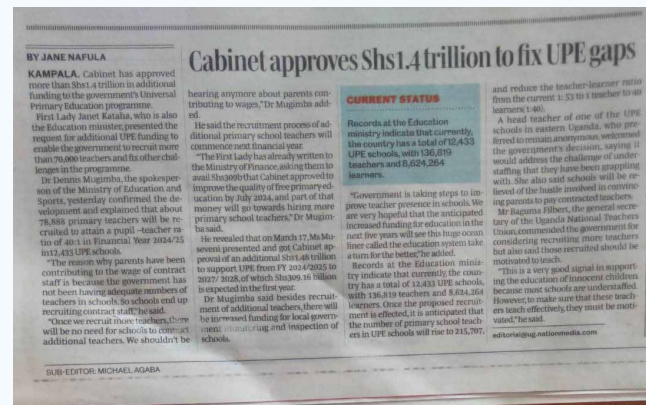 BY JANE NAFULA
Cabinet approves Shs1.4 trillion to fix UPE gaps
KAMPALA. Cabinet has approved
more than Shs1.4 trillion in additional
funding to the government's Universal
Primary Education programme.
First Lady Janet Kataha, who is also
the Education minister, presented the
request for additional UPE funding to
enable the government to recruit more
than 70,000 teachers and fix other chal-
lenges in the programme.
Dr Dennis Mugimba, the spokesper-
son of the Ministry of Education and
Sports, yesterday confirmed the de-
velopment and explained that about
78,888 primary teachers will be re-
cruited to attain a pupil-teacher ra-
tio of 40:1 in Financial Year 2024/25
in 12,433 UPE schools.
"The reason why parents have been
contributing to the wage of contract
staff is because the government has
not been having adequate numbers of
teachers in schools. So schools end up
recruiting contract staff," he said.
"Once we recruit more teachers, there
will be no need for schools to contract
additional teachers. We shouldn't be
hearing anymore about parents con-
tributing to wages," Dr Mugimba add-
ed.
He said the recruitment process of ad-
ditional primary school teachers will
commence next financial year.
"The First Lady has already written to
the Ministry of Finance, asking them to
avail Shs309b that Cabinet approved to
improve the quality of free primary ed-
ucation by July 2024, and part of that
money will go towards hiring more
primary school teachers," Dr Mugim-
ba said.
He revealed that on March 17, Ms Mu-
seveni presented and got Cabinet ap-
proval of an additional Shs1.48 trillion
to support UPE from FY 2024/2025 to
2027/ 2028, of which Shs309.16 billion
is expected in the first year.
Dr Mugimba said besides recruit-
ment of additional teachers, there will
be increased funding for local govern-
ment monitoring and inspection of
schools.
CURRENT STATUS
Records at the Education
ministry indicate that currently,
the country has a total of 12,433
UPE schools, with 136,819
teachers and 8,624,264
learners.
"Government is taking steps to im-
prove teacher presence in schools. We
are very hopeful that the anticipated
increased funding for education in the
next five years will see this huge ocean
liner called the education system take
a turn for the better," he added.
Records at the Education minis-
try indicate that currently, the coun-
try has a total of 12,433 UPE schools,
with 136,819 teachers and 8,624,264
learners. Once the proposed recruit-
ment is effected, it is anticipated that
the number of primary school teach-
ers in UPE schools will rise to 215,707,
and reduce the teacher-learner ratio
from the current 1: 53 to 1 teacher to 40
learners 1:40).
A head teacher of one of the UPE
schools in eastern Uganda, who pre-
ferred to remain anonymous, welcomed
the government's decision, saying it
would address the challenge of under-
staffing that they have been grappling
with. She also said schools will be re-
lieved of the hustle involved in convinc-
ing parents to pay contracted teachers.
Mr Baguma Filbert, the general secre-
tary of the Uganda National Teachers
Union, commended the government for
considering recruiting more teachers
but also said those recruited should be
motivated to teach.
"This is a very good signal in support-
ing the education of innocent children
because most schools are understaffed.
However, to make sure that these teach-
ers teach effectively, they must be moti-
vated," he said.
editorial@ug.nationmedia.com
SUB-EDITOR: MICHAEL AGABA